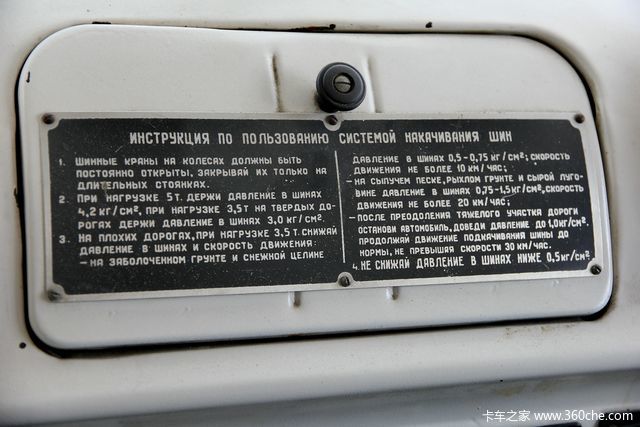 ИНСТРУКЦИЯ ПО ПОЛЬЗОВАНИЮ СИСТЕМОЙ НАКАЧИВАНИЯ ШИН
1. Шинные краны на колесах должны быть
постоянно открыты, закрывай их только на
длительных стоянках.
2. При нагрузке 5т. держи давление в шинах
4,2 кг/см², при нагрузке 3,5т на твердых до-
рогах держи давление в шинах 3,0 кг/см².
3. На плохих дорогах, при нагрузке 3,5т. снижай
давление в шинах и скорость движения:
- на заболоченном грунте и снежной целине
давление в шинах 0,5-0,75 кг/см²; скорость
движения не более 10 км/час;
- на сыпучем песке, рыхлом грунте и сырой луго-
вине давление в шинах 0,75-1,5кг/см², скорость
движения не более 20 км/час;
- после преодоления тяжелого участка дороги
останови автомобиль, доведи давление до 1,0кг/см².
продолжай движение подкачивания шины до
нормы, не превышая скорости 30 км/час.
4. Не снижай давление в шинах ниже 0,5кг/см²
卡车之家 www.360che.com